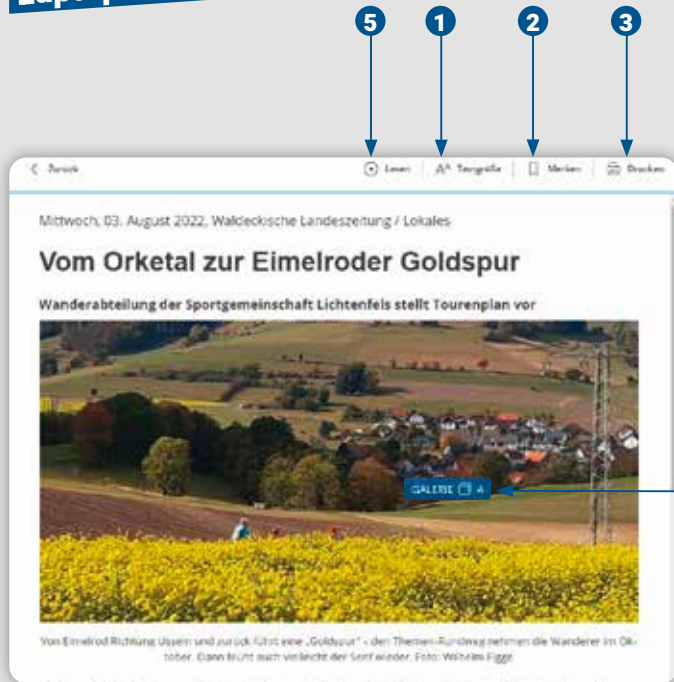 5 1 2 3
Zurück Lesen AA Textgröße Merken Drucken
Mittwoch, 03. August 2022, Waldeckische Landeszeitung / Lokales
Vom Orketal zur Eimelroder Goldspur
Wanderabteilung der Sportgemeinschaft Lichtenfels stellt Tourenplan vor
GALERIE 4
Von Eimelrod Richtung Usseln und zurück führt eine „Goldspur“ – den Themen-Rundweg nehmen die Wanderer im Ok-
tober. Dann blüht auch vielleicht der Senf wieder. Foto: Wilhelm Figge